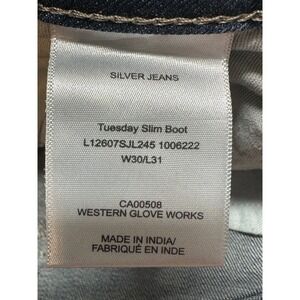 SILVER JEANS
Tuesday Slim Boot
L12607SJL245 1006222
W30/L31
CA00508
WESTERN GLOVE WORKS
MADE IN INDIA/
FABRIQUÉ EN INDE